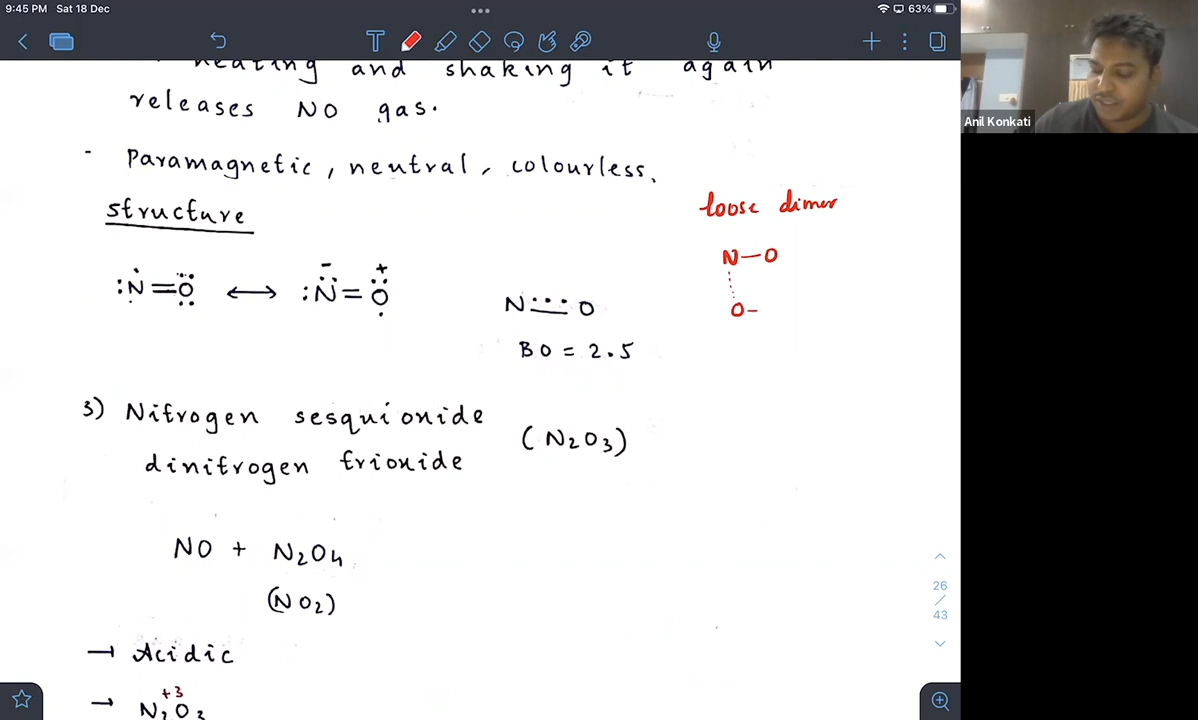 9:45 PM Sat 18 Dec
63%
heating and shaking it again
releases NO gas.
- Paramagnetic, neutral, colourless.
structure
loose dimer
:N=O ⟷ :N=O
- +
N O
BO = 2.5
N—O
O-
3) Nitrogen sesquioxide
dinitrogen trioxide
(N2O3)
NO + N2O4
(NO2)
→ Acidic
+3
→ N2O3
Anil Konkati
26
/
43
T